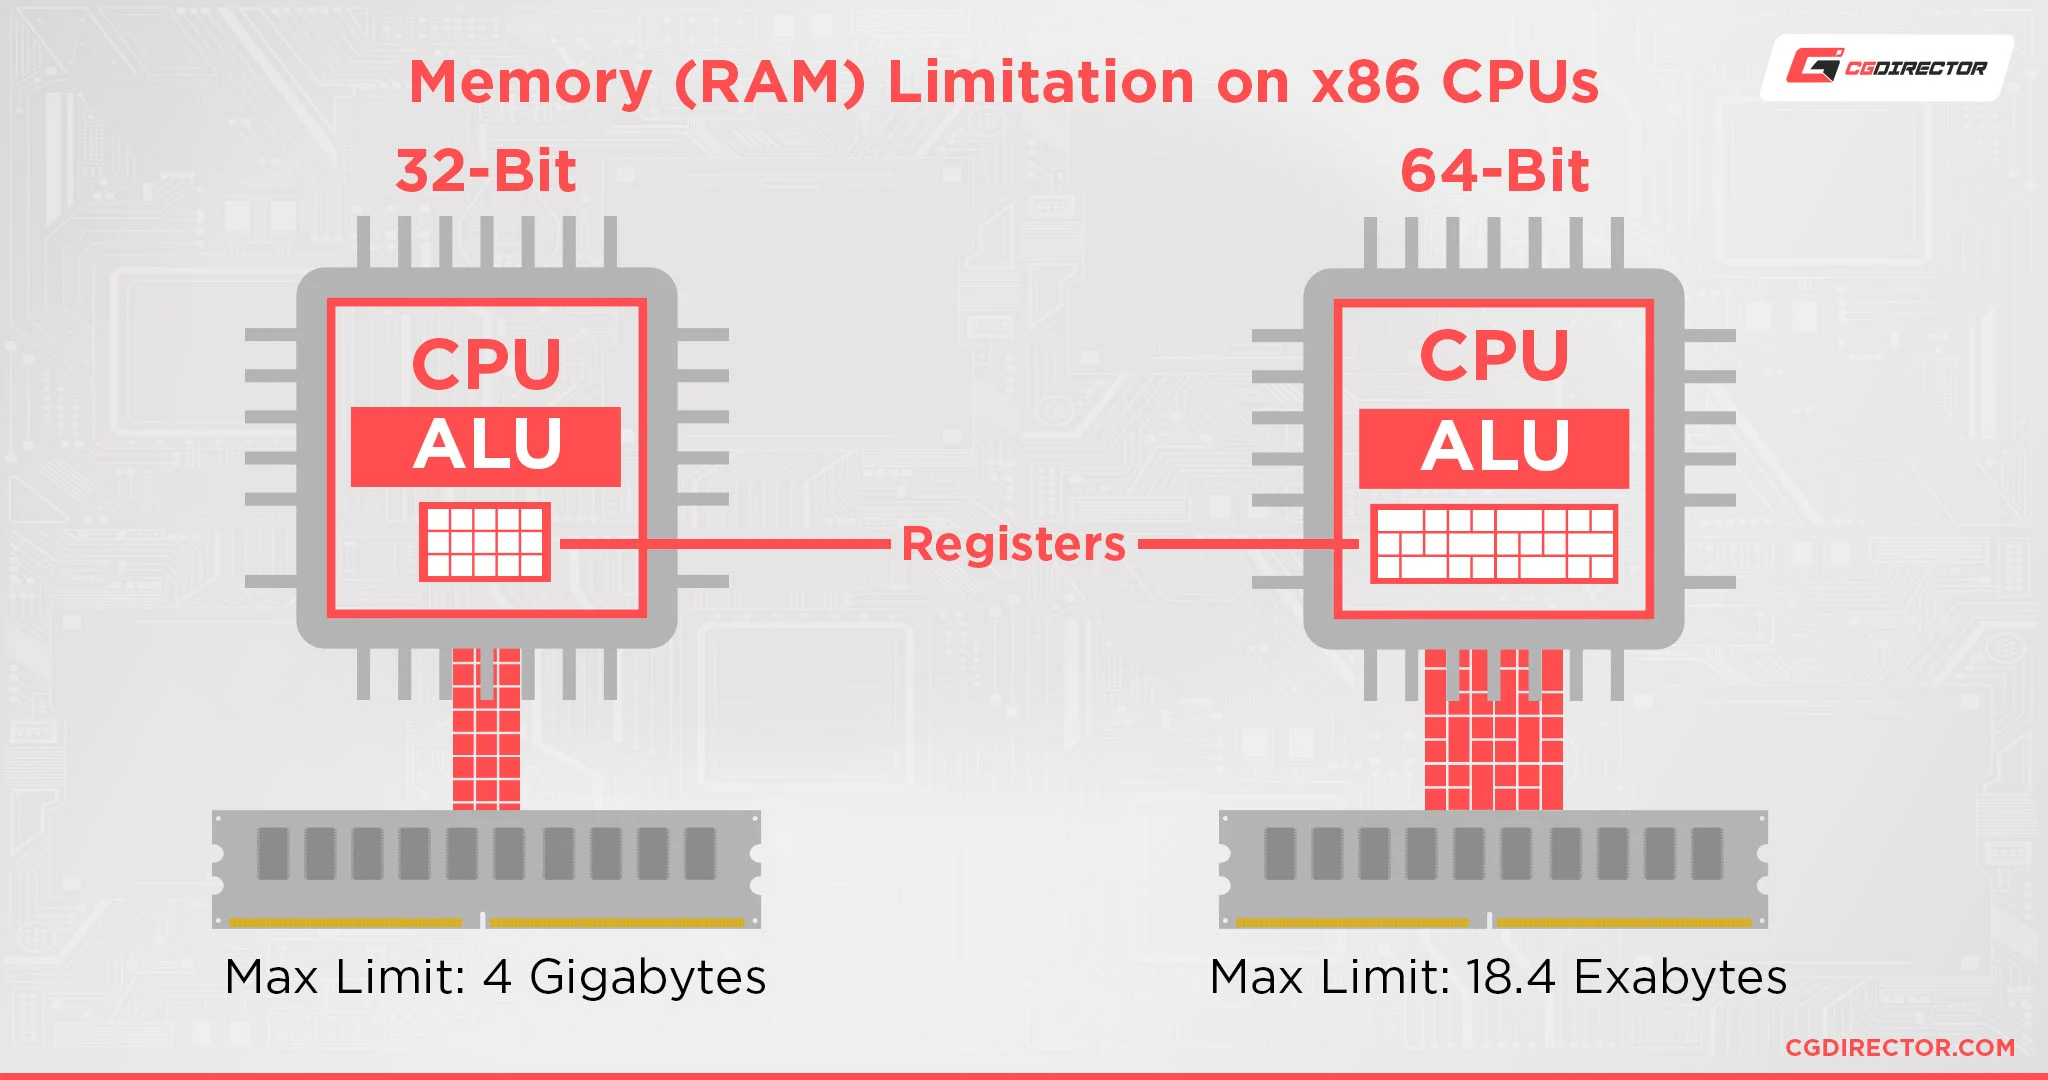 Memory (RAM) Limitation on x86 CPUs
CGDIRECTOR
32-Bit
64-Bit
CPU
ALU
CPU
ALU
Registers
Max Limit: 4 Gigabytes
Max Limit: 18.4 Exabytes
CGDIRECTOR.COM